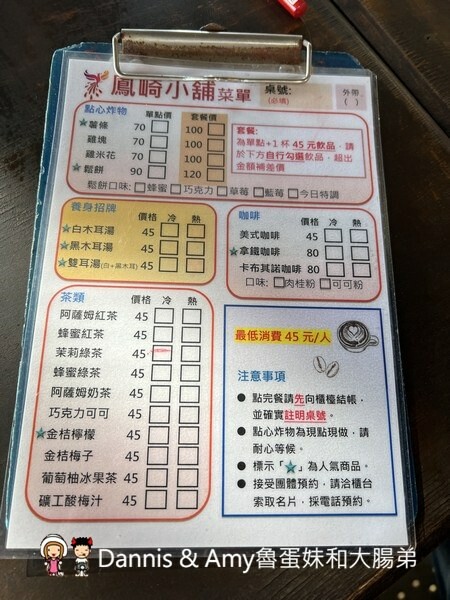 鳳崎小舖菜單 桌號: (必填) 外帶 ( )
點心炸物 單點價 套餐價
★薯條 70 100
雞塊 70 100
雞米花 70 100
★鬆餅 90 120
鬆餅口味: □蜂蜜 □巧克力 □草莓 □藍莓 □今日特調
套餐:
為單點+1杯45元飲品,請
於下方自行勾選飲品,超出
金額補差價
養身招牌 價格 冷 熱
★白木耳湯 45
★黑木耳湯 45
★雙耳湯(白+黑木耳) 45
咖啡 價格 冷 熱
美式咖啡 45
★拿鐵咖啡 80
卡布其諾咖啡 80
口味: □肉桂粉 □可可粉
茶類 價格 冷 熱
阿薩姆紅茶 45
蜂蜜紅茶 45
茉莉綠茶 45
蜂蜜綠茶 45
阿薩姆奶茶 45
巧克力可可 45
★金桔檸檬 45
金桔梅子 45
葡萄柚冰果茶 45
礦工酸梅汁 45
最低消費 45 元/人
注意事項
● 點完餐請先向櫃檯結帳,
並確實註明桌號。
● 點心炸物為現點現做,請
耐心等候。
● 標示「★」為人氣商品。
● 接受團體預約,請洽櫃台
索取名片,採電話預約。
Dannis & Amy魯蛋妹和大腸弟